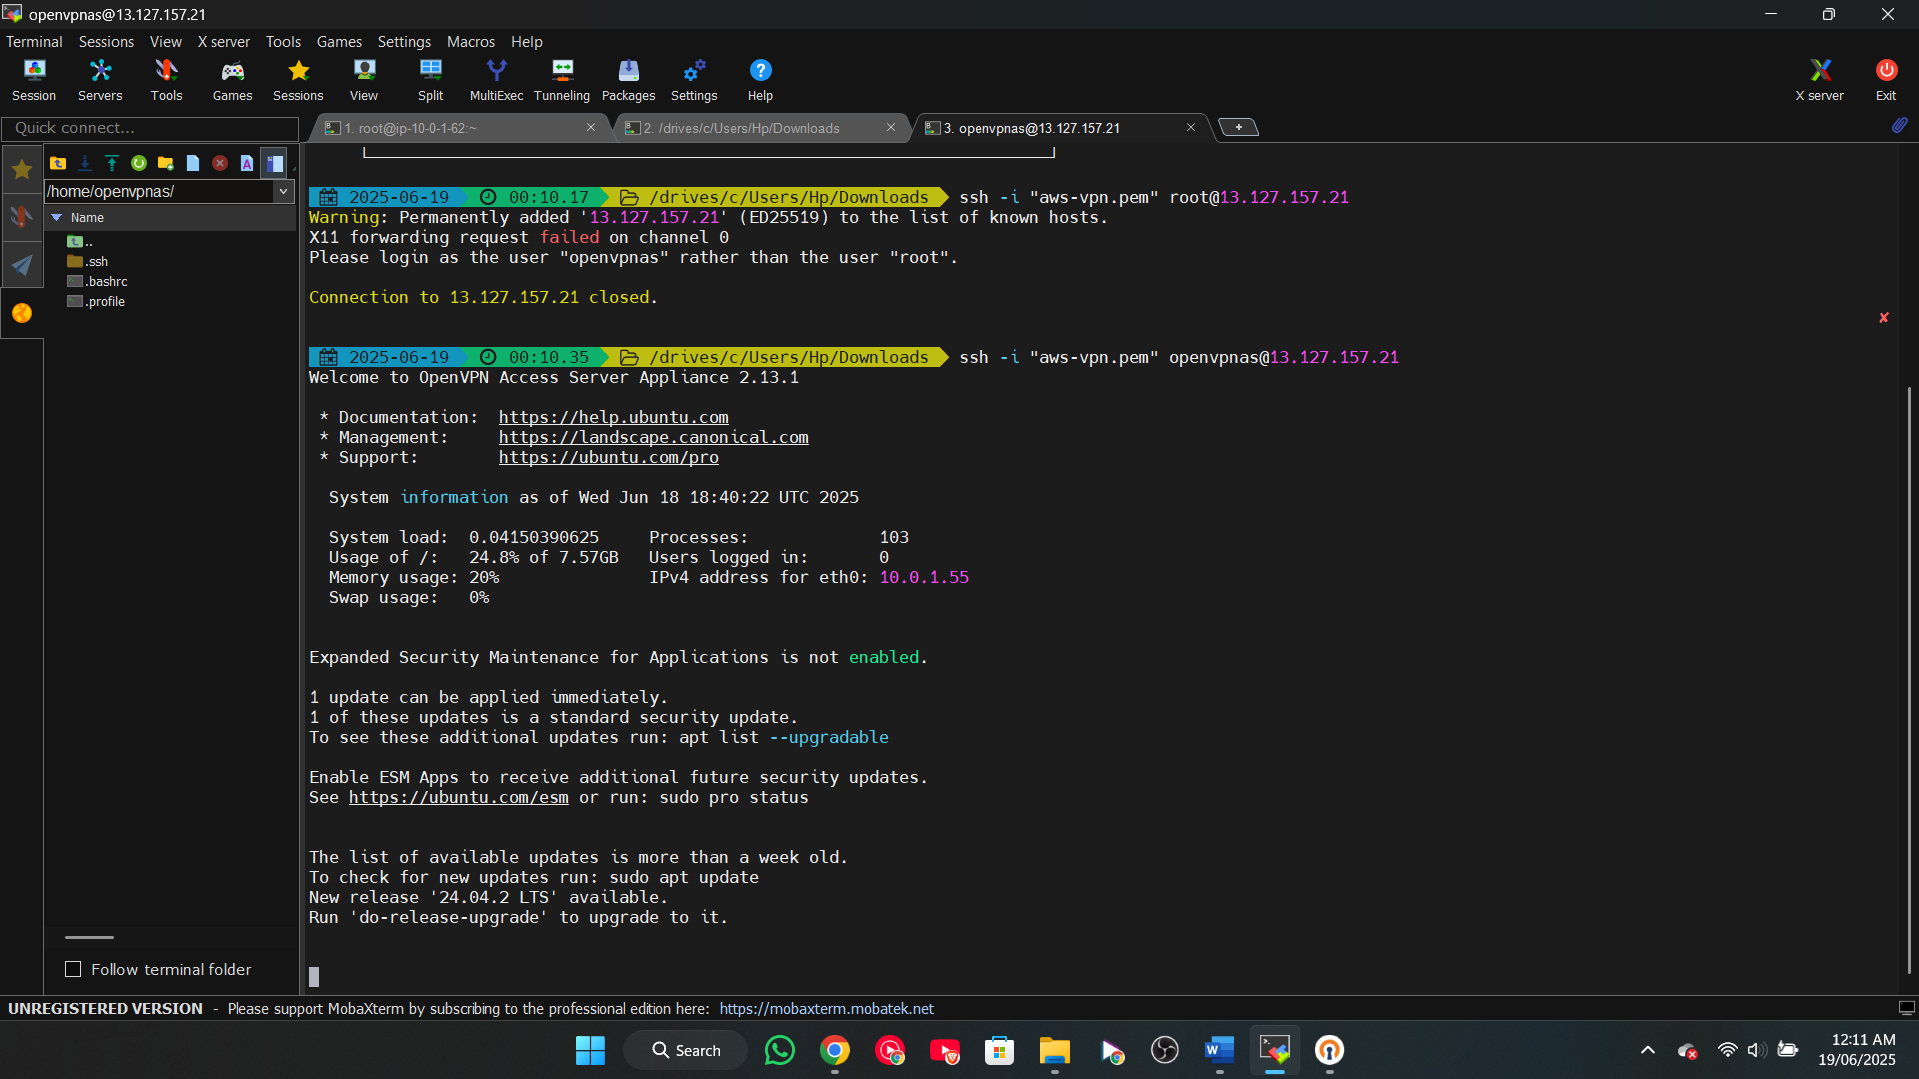 openvpnas@13.127.157.21
Terminal Sessions View X server Tools Games Settings Macros Help
Session Servers Tools Games Sessions View Split MultiExec Tunneling Packages Settings Help X server Exit
Quick connect...
1. root@ip-10-0-1-62:~
2. /drives/c/Users/Hp/Downloads
3. openvpnas@13.127.157.21
/home/openvpnas/
Name
..
.ssh
.bashrc
.profile
2025-06-19 00:10.17 /drives/c/Users/Hp/Downloads ssh -i "aws-vpn.pem" root@13.127.157.21
Warning: Permanently added '13.127.157.21' (ED25519) to the list of known hosts.
X11 forwarding request failed on channel 0
Please login as the user "openvpnas" rather than the user "root".
Connection to 13.127.157.21 closed.
2025-06-19 00:10.35 /drives/c/Users/Hp/Downloads ssh -i "aws-vpn.pem" openvpnas@13.127.157.21
Welcome to OpenVPN Access Server Appliance 2.13.1
* Documentation: https://help.ubuntu.com
* Management: https://landscape.canonical.com
* Support: https://ubuntu.com/pro
System information as of Wed Jun 18 18:40:22 UTC 2025
System load: 0.04150390625 Processes: 103
Usage of /: 24.8% of 7.57GB Users logged in: 0
Memory usage: 20% IPv4 address for eth0: 10.0.1.55
Swap usage: 0%
Expanded Security Maintenance for Applications is not enabled.
1 update can be applied immediately.
1 of these updates is a standard security update.
To see these additional updates run: apt list --upgradable
Enable ESM Apps to receive additional future security updates.
See https://ubuntu.com/esm or run: sudo pro status
The list of available updates is more than a week old.
To check for new updates run: sudo apt update
New release '24.04.2 LTS' available.
Run 'do-release-upgrade' to upgrade to it.
Follow terminal folder
UNREGISTERED VERSION - Please support MobaXterm by subscribing to the professional edition here: https://mobaxterm.mobatek.net
Search
12:11 AM
19/06/2025